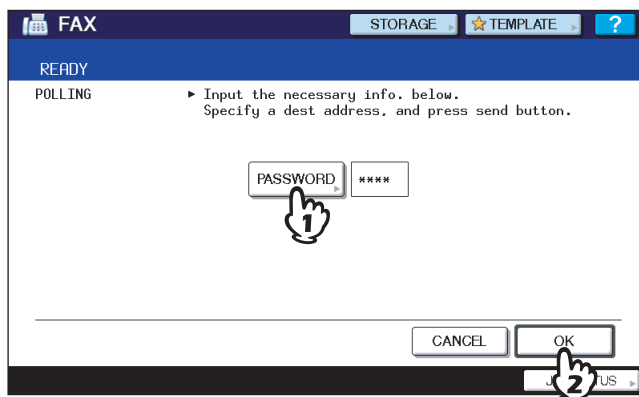 FAX
STORAGE
TEMPLATE
?
READY
POLLING
► Input the necessary info. below.
Specify a dest address, and press send button.
PASSWORD
****
1
CANCEL
OK
2